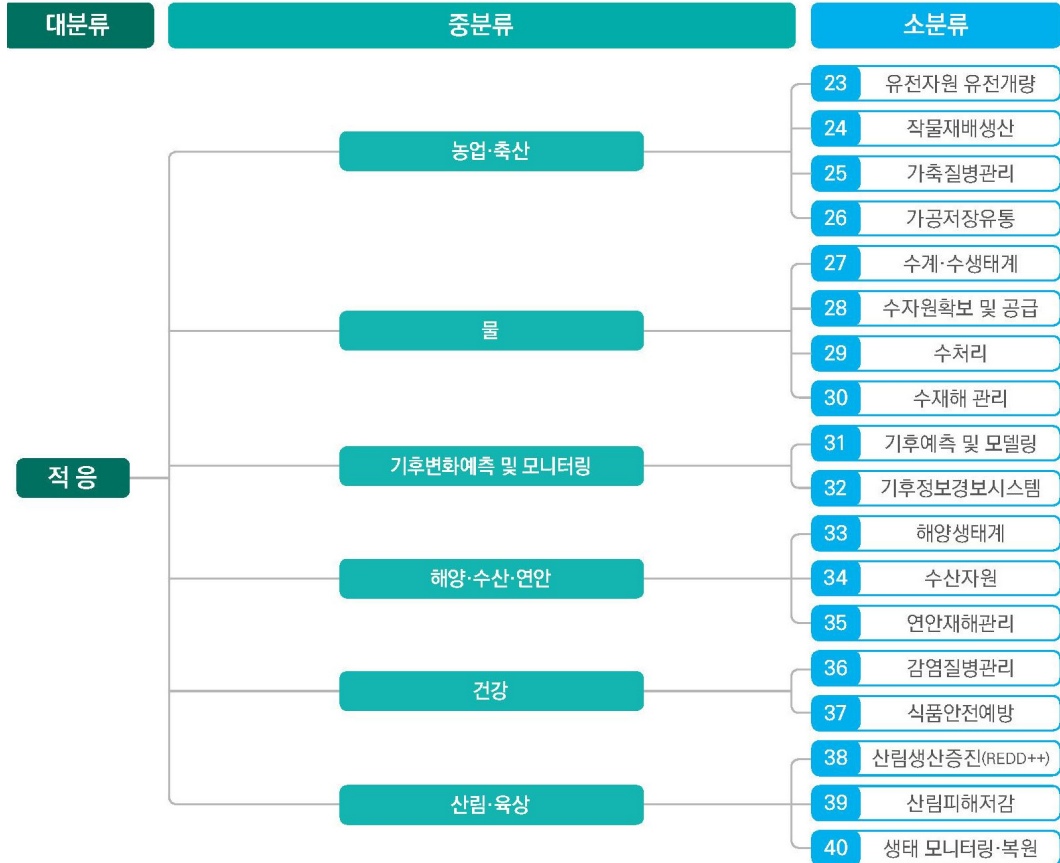 대분류 중분류 소분류
23 유전자원 유전개량
24 작물재배생산
농업·축산
25 가축질병관리
26 가공저장유통
27 수계·수생태계
28 수자원확보 및 공급
물
29 수처리
30 수재해 관리
31 기후예측 및 모델링
적응
기후변화예측 및 모니터링
32 기후정보경보시스템
33 해양생태계
해양·수산·연안
34 수산자원
35 연안재해관리
36 감염질병관리
건강
37 식품안전예방
38 산림생산증진(REDD++)
산림·육상
39 산림피해저감
40 생태 모니터링·복원